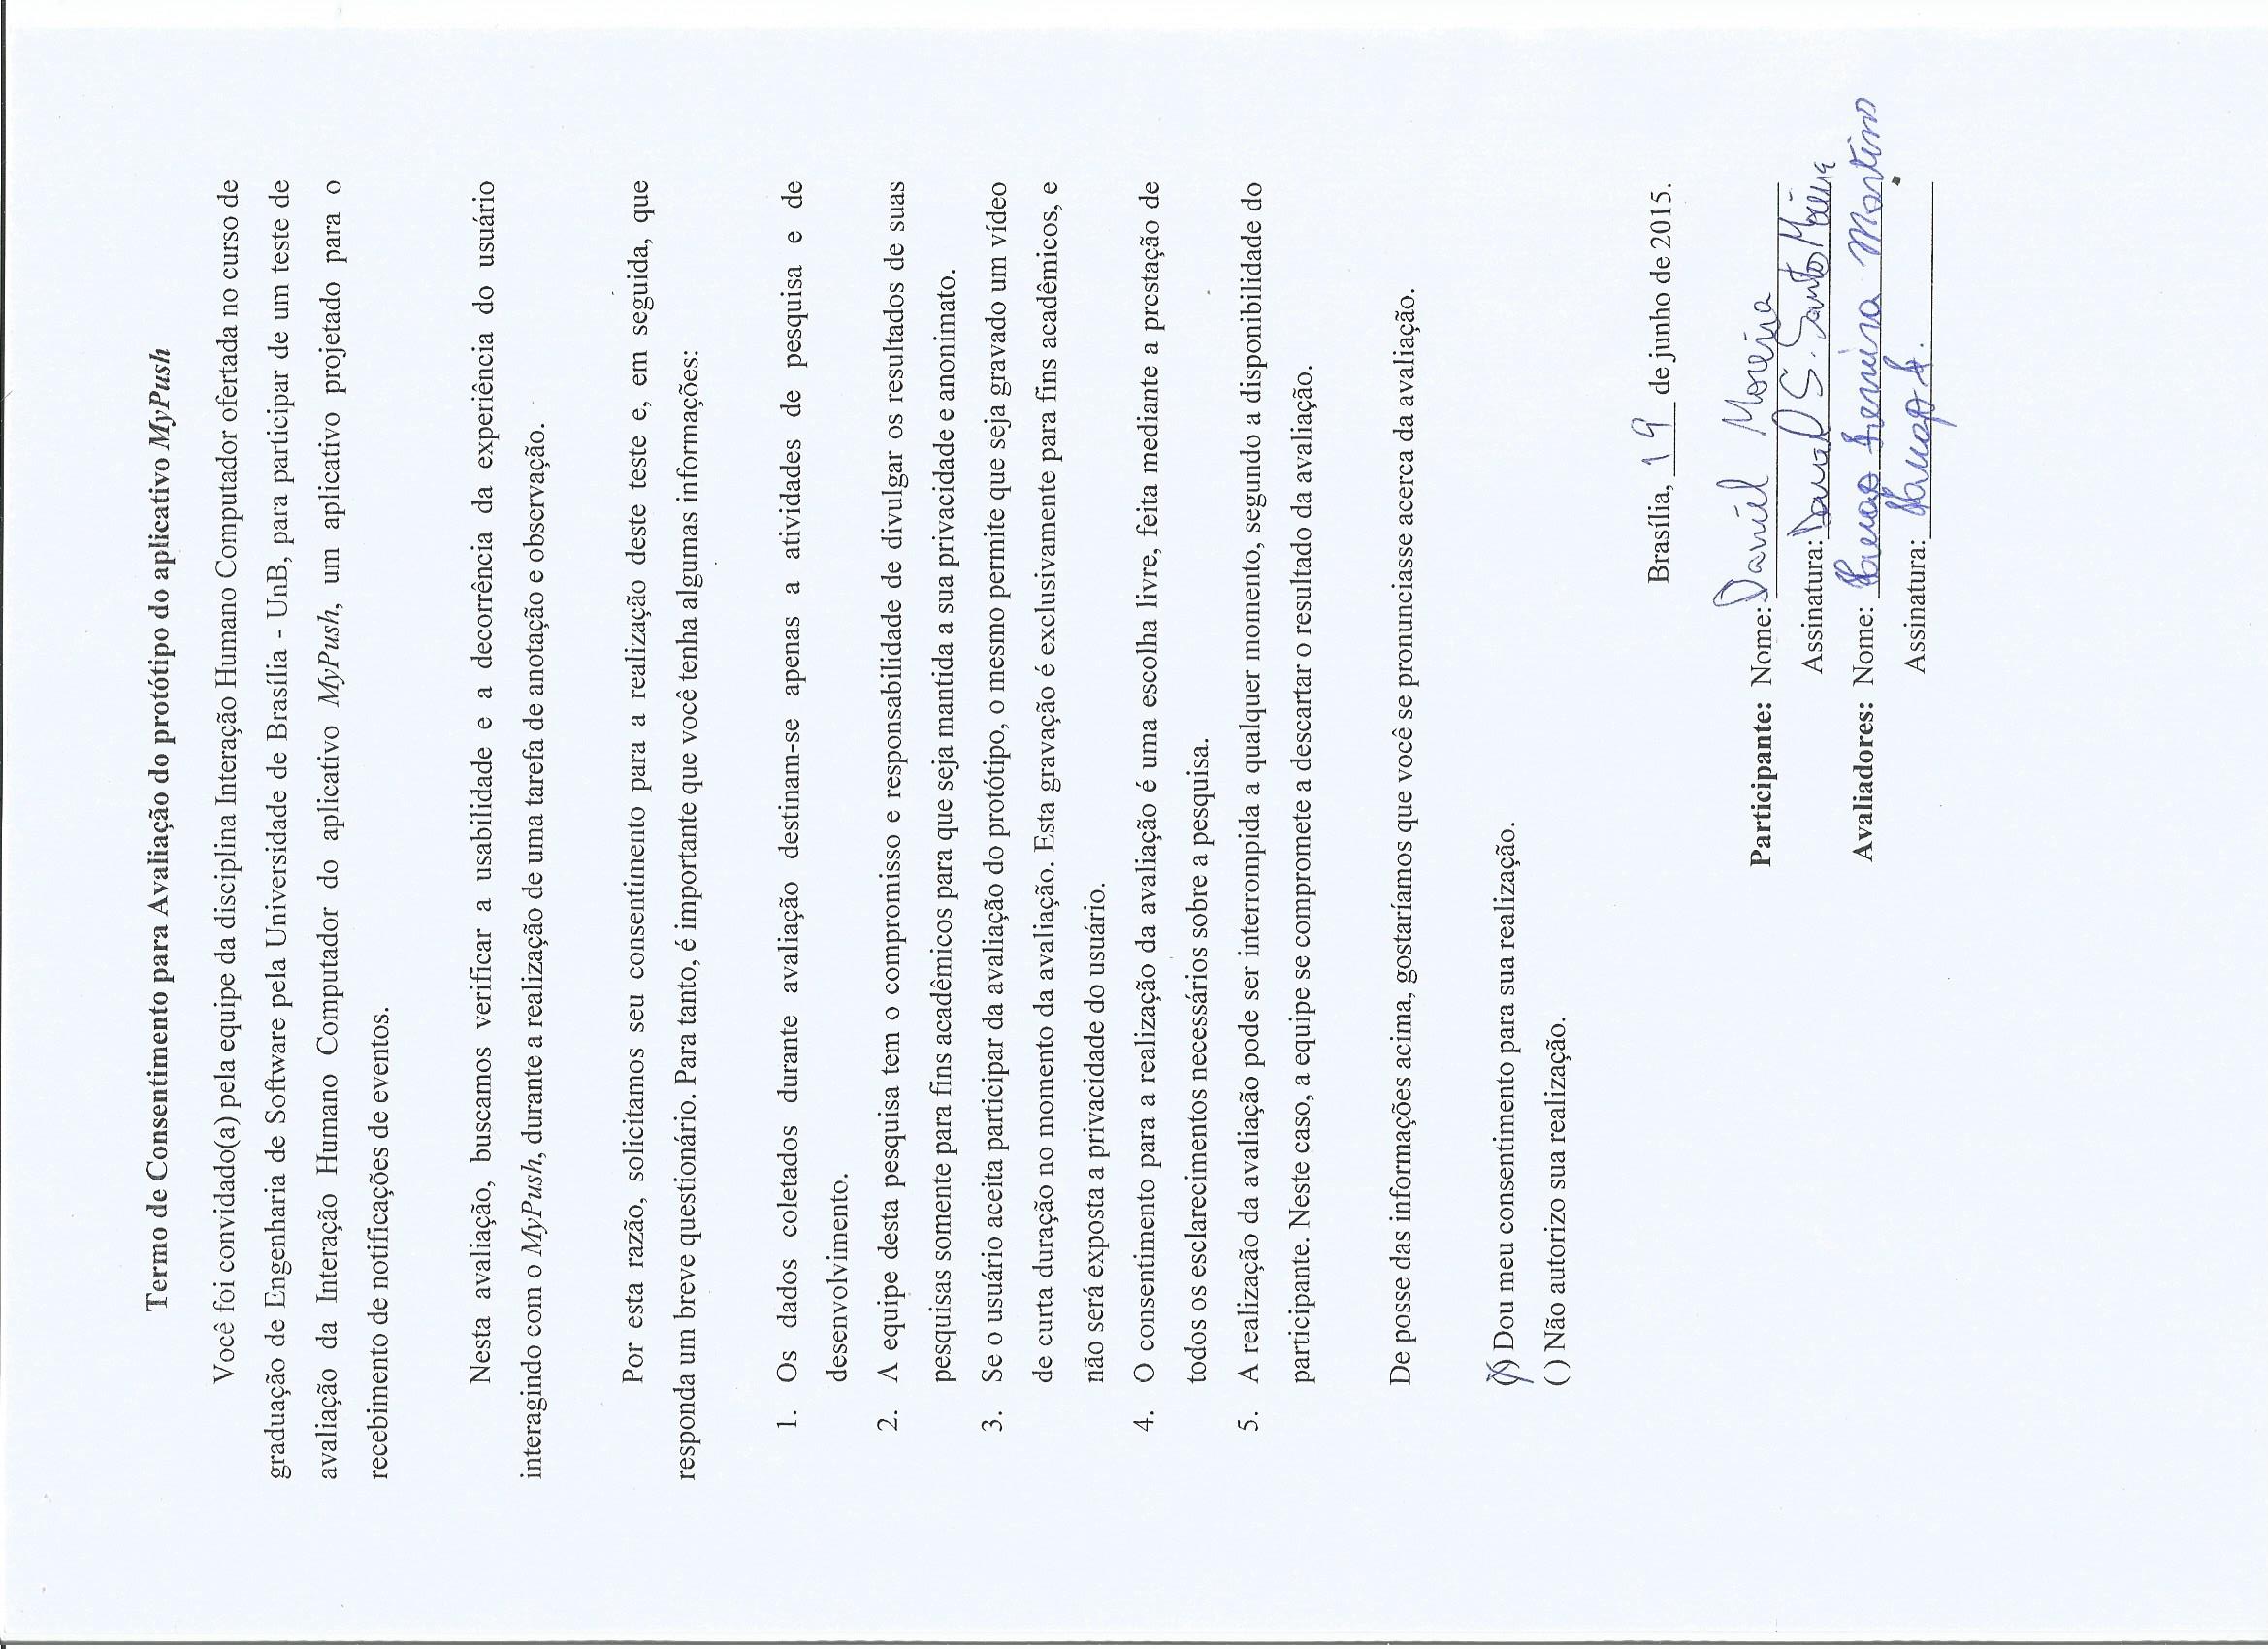 Termo de Consentimento para Avaliação do protótipo do aplicativo MyPush
Você foi convidado(a) pela equipe da disciplina Interação Humano Computador ofertada no curso de
graduação de Engenharia de Software pela Universidade de Brasília - UnB, para participar de um teste de
avaliação da Interação Humano Computador do aplicativo MyPush, um aplicativo projetado para o
recebimento de notificações de eventos.
Nesta avaliação, buscamos verificar a usabilidade e a decorrência da experiência do usuário
interagindo com o MyPush, durante a realização de uma tarefa de anotação e observação.
Por esta razão, solicitamos seu consentimento para a realização deste teste e, em seguida, que
responda um breve questionário. Para tanto, é importante que você tenha algumas informações:
1. Os dados coletados durante avaliação destinam-se apenas a atividades de pesquisa e de
desenvolvimento.
2. A equipe desta pesquisa tem o compromisso e responsabilidade de divulgar os resultados de suas
pesquisas somente para fins acadêmicos para que seja mantida a sua privacidade e anonimato.
3. Se o usuário aceita participar da avaliação do protótipo, o mesmo permite que seja gravado um vídeo
de curta duração no momento da avaliação. Esta gravação é exclusivamente para fins acadêmicos, e
não será exposta a privacidade do usuário.
4. O consentimento para a realização da avaliação é uma escolha livre, feita mediante a prestação de
todos os esclarecimentos necessários sobre a pesquisa.
5. A realização da avaliação pode ser interrompida a qualquer momento, segundo a disponibilidade do
participante. Neste caso, a equipe se compromete a descartar o resultado da avaliação.
De posse das informações acima, gostaríamos que você se pronunciasse acerca da avaliação.
(X) Dou meu consentimento para sua realização.
( ) Não autorizo sua realização.
Brasília, 19 de junho de 2015.
Participante: Nome: Daniel Moreira
Assinatura: Daniel S. Santos
Avaliadores: Nome: Martins
Assinatura: